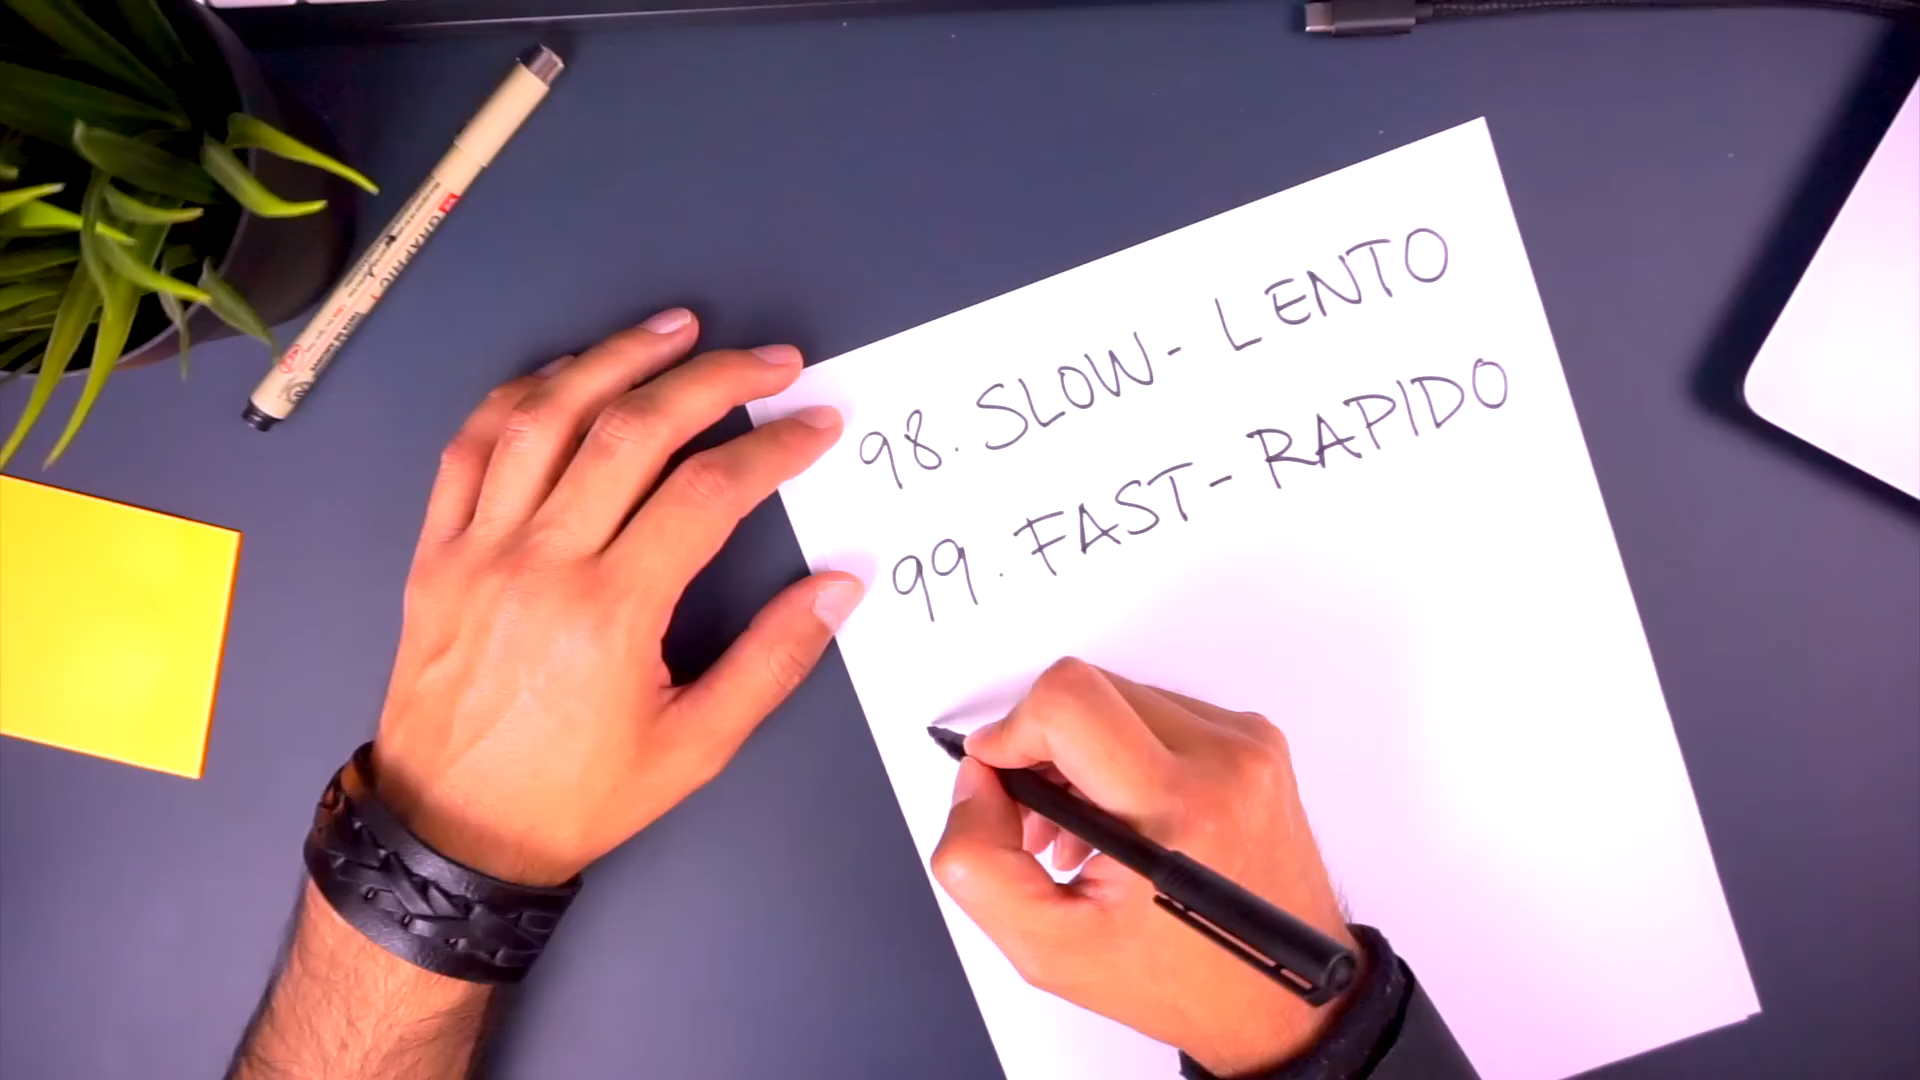 98. SLOW - LENTO
99. FAST - RAPIDO